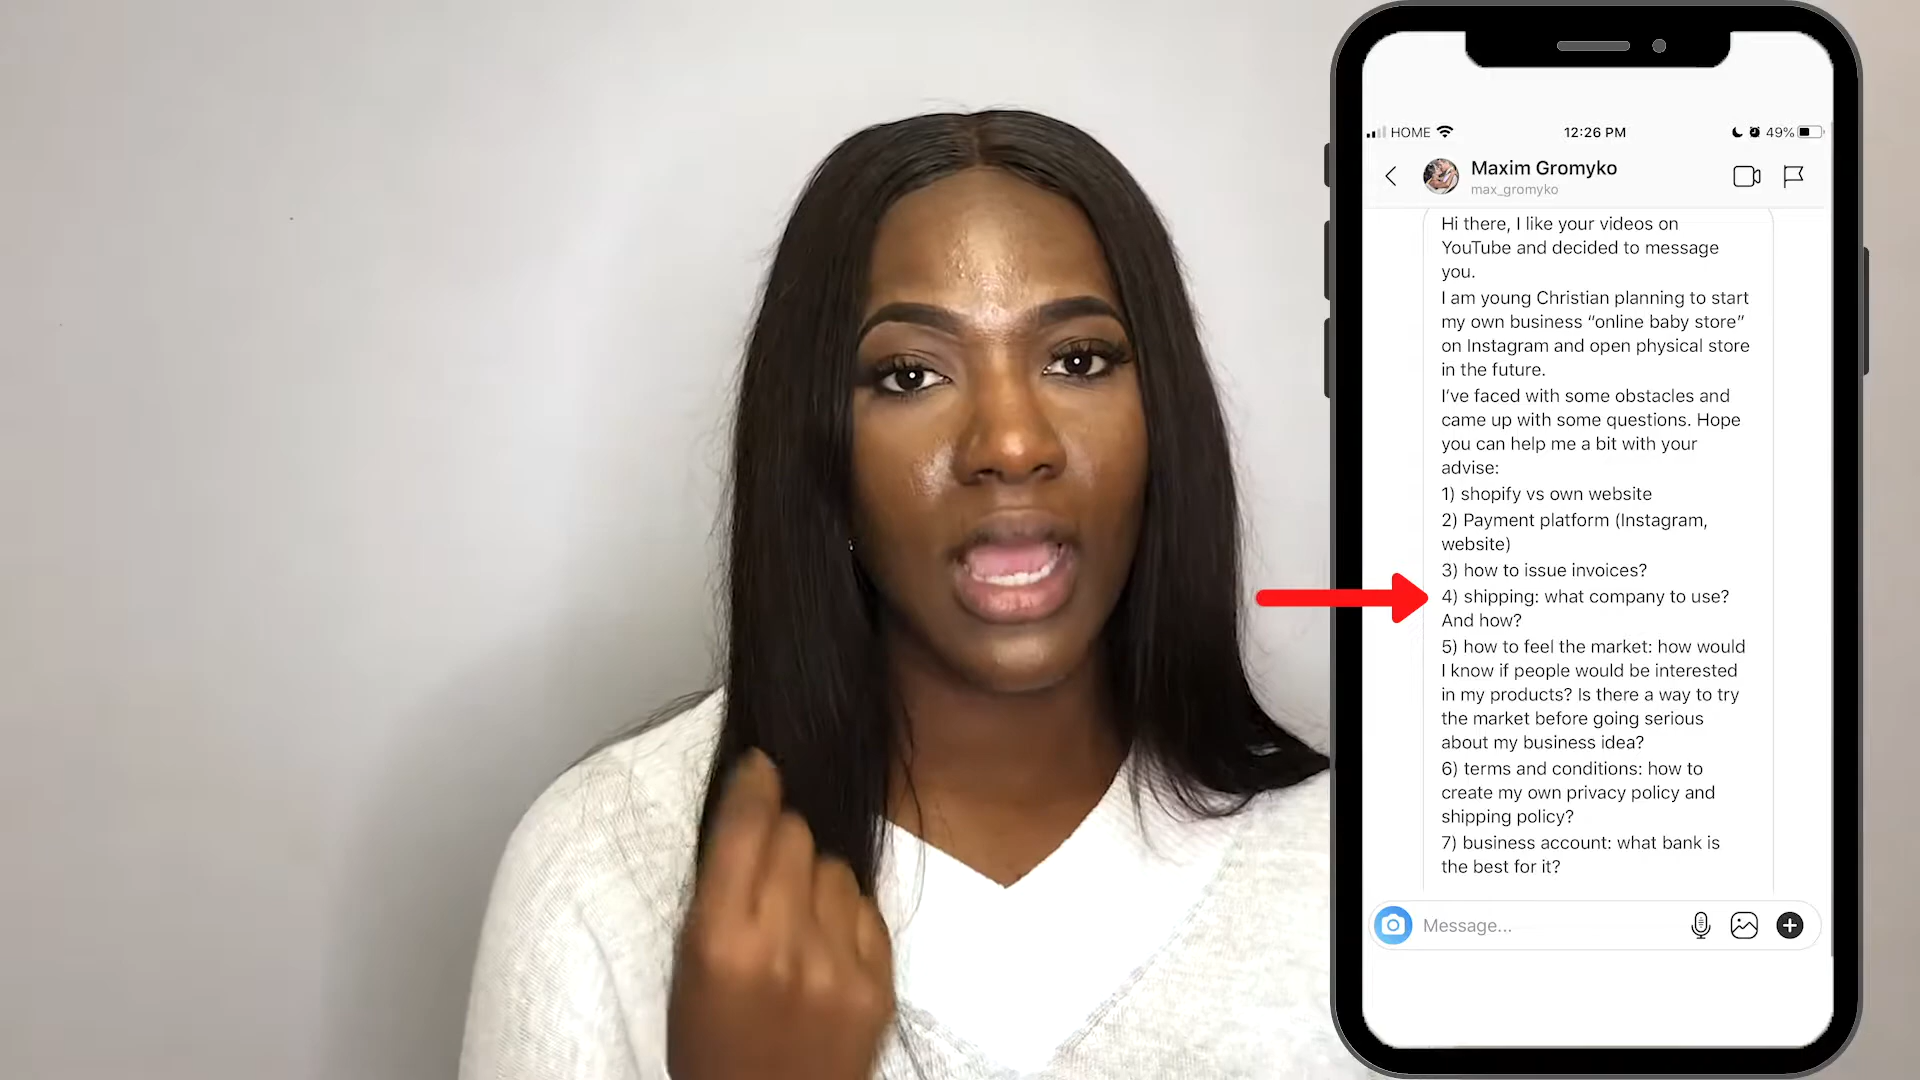 HOME 12:26 PM 49%
Maxim Gromyko
max_gromyko
Hi there, I like your videos on
YouTube and decided to message
you.
I am young Christian planning to start
my own business “online baby store”
on Instagram and open physical store
in the future.
I’ve faced with some obstacles and
came up with some questions. Hope
you can help me a bit with your
advise:
1) shopify vs own website
2) Payment platform (Instagram,
website)
3) how to issue invoices?
4) shipping: what company to use?
And how?
5) how to feel the market: how would
I know if people would be interested
in my products? Is there a way to try
the market before going serious
about my business idea?
6) terms and conditions: how to
create my own privacy policy and
shipping policy?
7) business account: what bank is
the best for it?
Message...